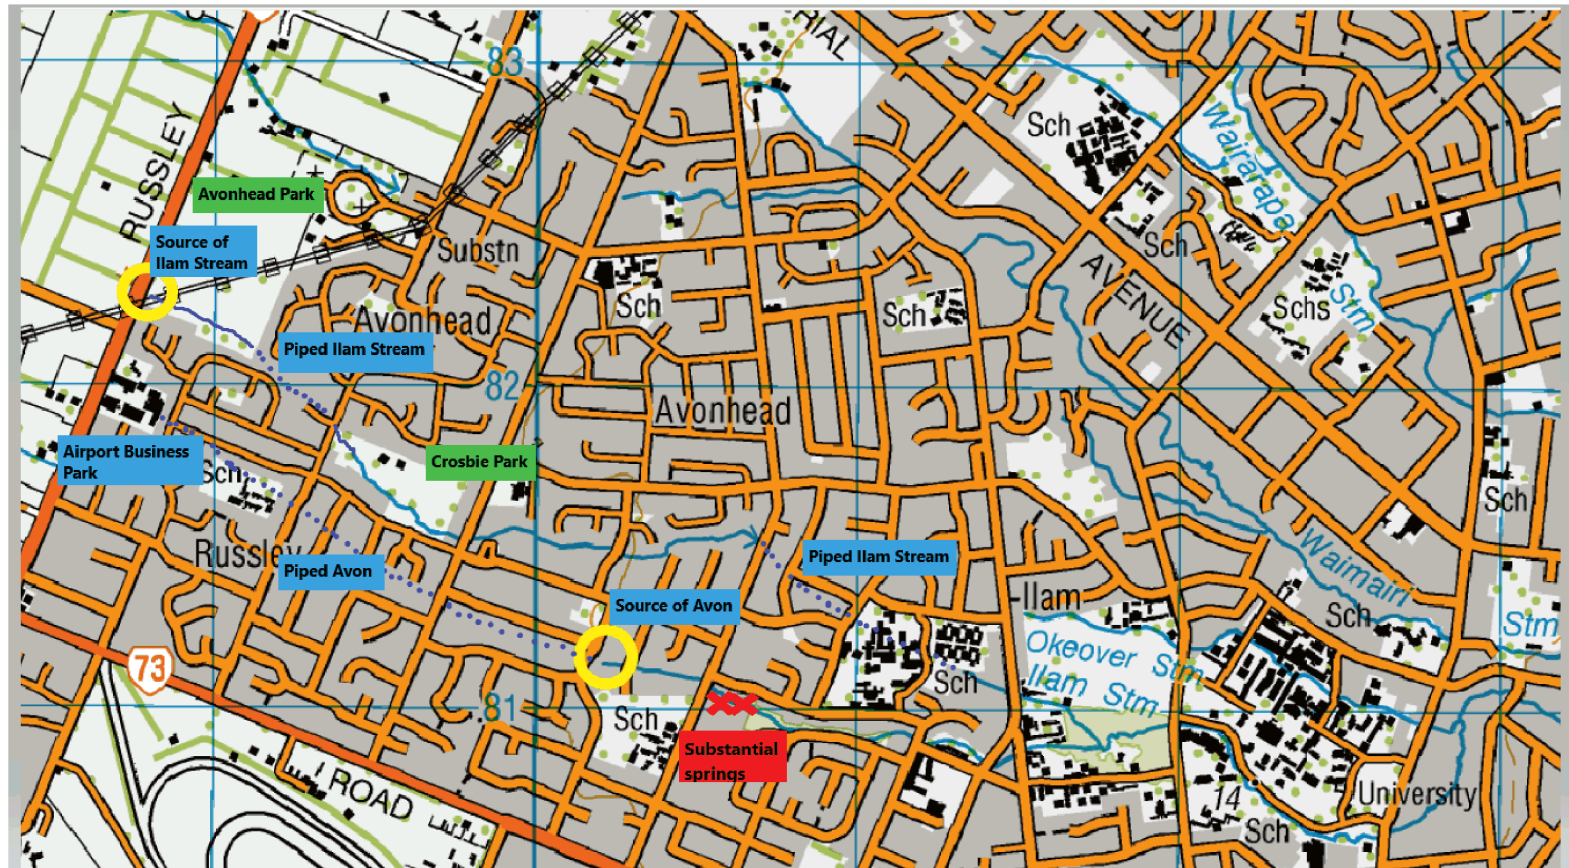 RIAL
83
Sch
Wairarapa
Stm
RUSSLEY
Avonhead Park
Source of
Ilam Stream
Substn
Sch
AVENUE
Sch
Sch
Schs
Avonhead
Piped Ilam Stream
82
Avonhead
Airport Business
Park
Sch
Crosbie Park
Sch
Russley
Piped Avon
Piped Ilam Stream
Waimairi
Stm
Source of Avon
Ilam
Sch
Okeover Stm
Ilam Stm
73
Sch
81
Sch
Substantial
springs
ROAD
14
University
Sch